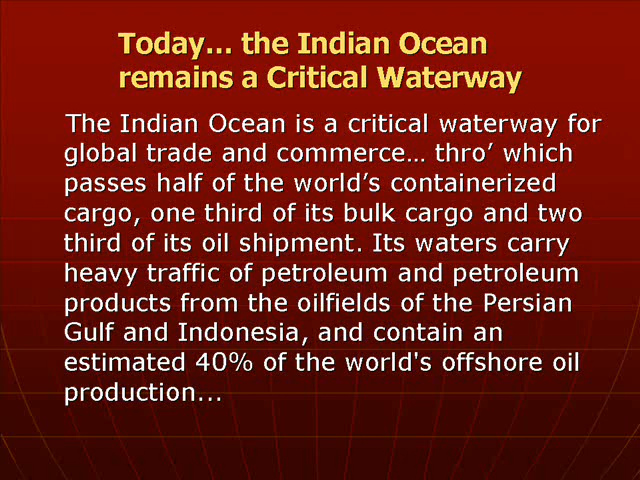 Today... the Indian Ocean
remains a Critical Waterway
The Indian Ocean is a critical waterway for
global trade and commerce... thro’ which
passes half of the world’s containerized
cargo, one third of its bulk cargo and two
third of its oil shipment. Its waters carry
heavy traffic of petroleum and petroleum
products from the oilfields of the Persian
Gulf and Indonesia, and contain an
estimated 40% of the world's offshore oil
production...